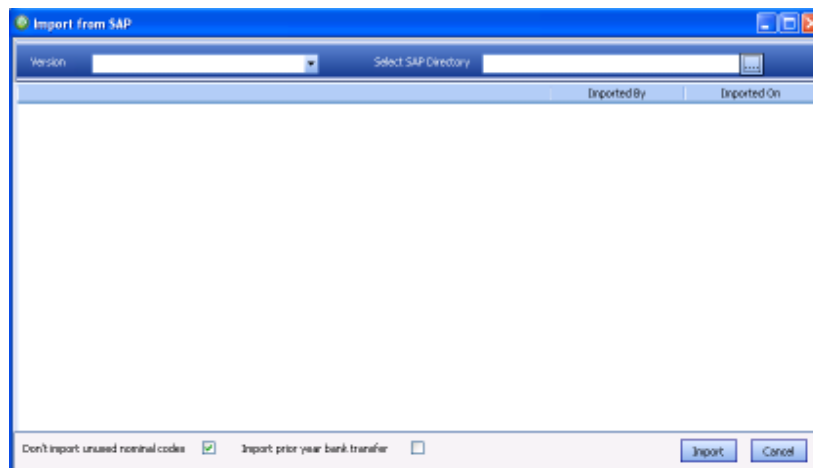 Import from SAP
Version Select SAP Directory ...
Imported By Imported On
Don't import unused nominal codes Import prior year bank transfer
Import Cancel